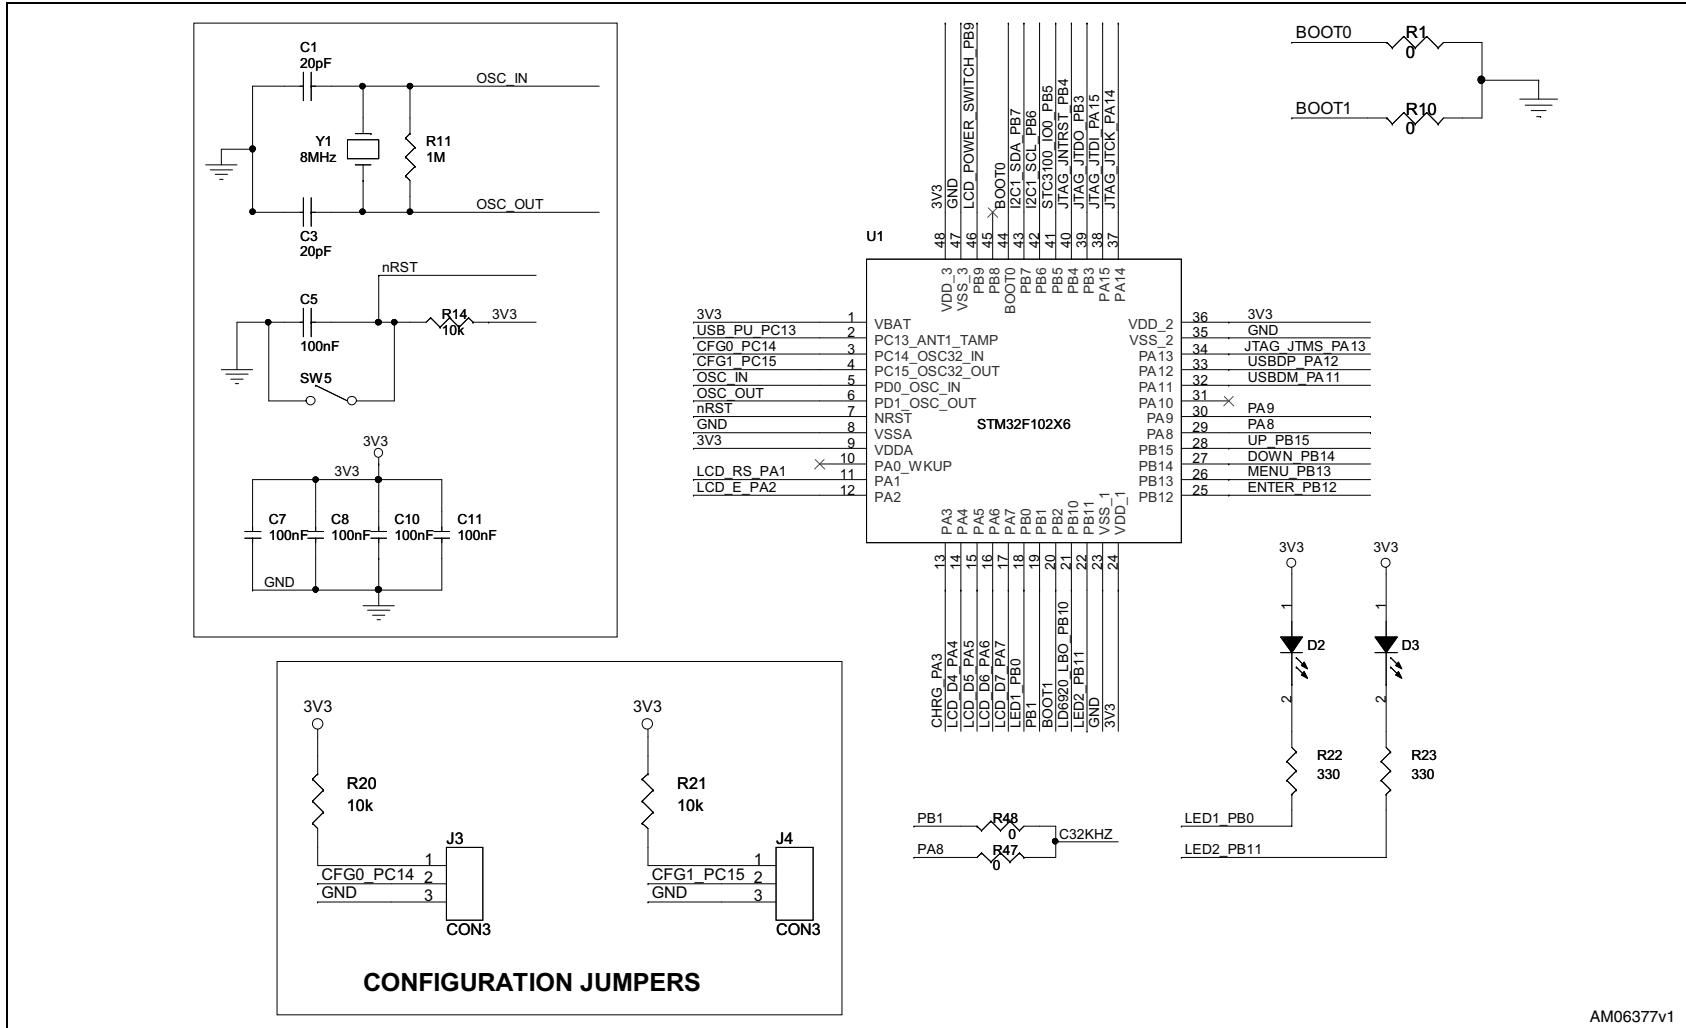 C1
20pF
OSC_IN
Y1
8MHz
R11
1M
OSC_OUT
C3
20pF
nRST
C5
100nF
R14
10k
3V3
SW5
3V3
3V3
C7
100nF
C8
100nF
C10
100nF
C11
100nF
GND
3V3
GND
LCD_POWER_SWITCH_PB9
BOOT0
I2C1_SDA_PB7
I2C1_SCL_PB6
STC3100_IO0_PB5
JTAG_JNTRST_PB4
JTAG_JTDO_PB3
JTAG_JTDI_PA15
JTAG_JTCK_PA14
48 47 46 45 44 43 42 41 40 39 38 37
U1
VDD_3
VSS_3
PB9
PB8
BOOT0
PB7
PB6
PB5
PB4
PB3
PA15
PA14
3V3 1 VBAT
USB_PU_PC13 2 PC13_ANT1_TAMP
CFG0_PC14 3 PC14_OSC32_IN
CFG1_PC15 4 PC15_OSC32_OUT
OSC_IN 5 PD0_OSC_IN
OSC_OUT 6 PD1_OSC_OUT
nRST 7 NRST
GND 8 VSSA
3V3 9 VDDA
10 PA0_WKUP
LCD_RS_PA1 11 PA1
LCD_E_PA2 12 PA2
STM32F102X6
VDD_2 36 3V3
VSS_2 35 GND
PA13 34 JTAG_JTMS_PA13
PA12 33 USBDP_PA12
PA11 32 USBDM_PA11
PA10 31
PA9 30 PA9
PA8 29 PA8
PB15 28 UP_PB15
PB14 27 DOWN_PB14
PB13 26 MENU_PB13
PB12 25 ENTER_PB12
PA3
PA4
PA5
PA6
PA7
PB0
PB1
PB2
PB10
PB11
VSS_1
VDD_1
13 14 15 16 17 18 19 20 21 22 23 24
CHRG_PA3
LCD_D4_PA4
LCD_D5_PA5
LCD_D6_PA6
LCD_D7_PA7
LED1_PB0
PB1
BOOT1
LD6920_LBO_PB10
LED2_PB11
GND
3V3
BOOT0
R1
0
BOOT1
R10
0
3V3
3V3
1
1
D2
D3
2
2
R22
330
R23
330
LED1_PB0
LED2_PB11
PB1
R48
0
C32KHZ
PA8
R47
0
3V3
R20
10k
J3
1
CFG0_PC14 2
GND 3
CON3
3V3
R21
10k
J4
1
CFG1_PC15 2
GND 3
CON3
CONFIGURATION JUMPERS
AM06377v1